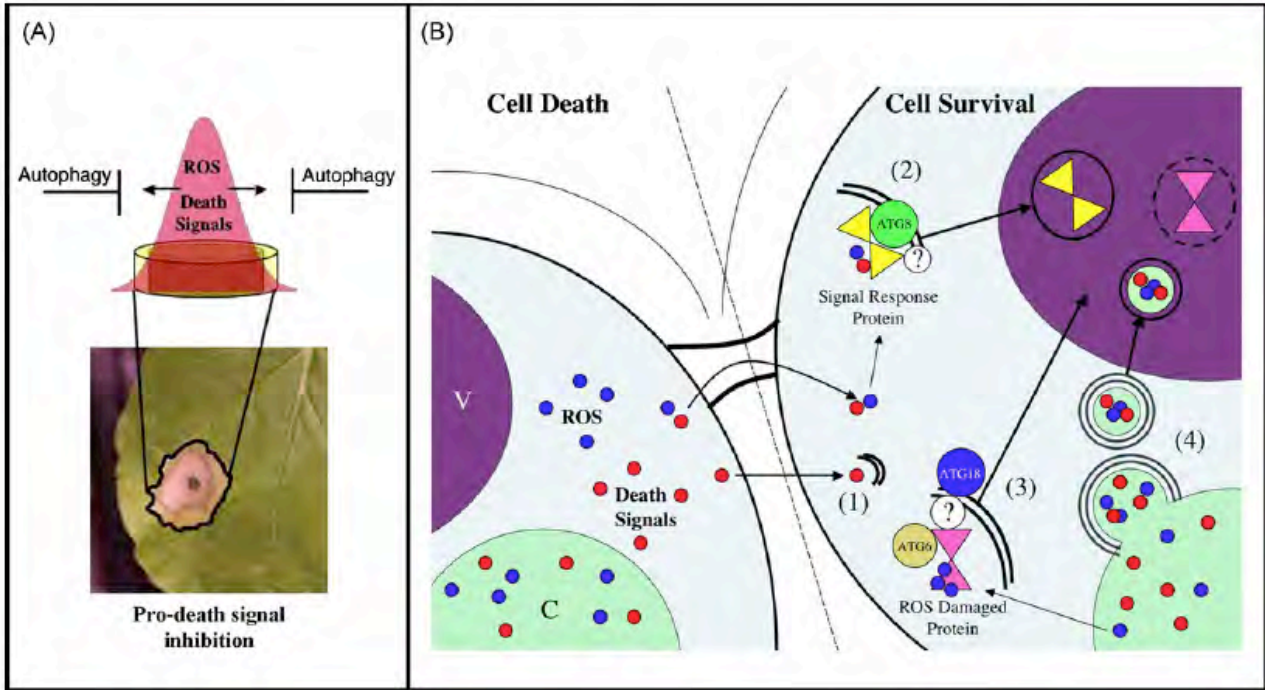 (A)
Autophagy
ROS
Death
Signals
Autophagy
Pro-death signal
inhibition
(B)
Cell Death
Cell Survival
(2)
ATG8
?
Signal Response
Protein
V
ROS
Death
Signals
C
(1)
ATG18
(3)
?
ATG6
ROS Damaged
Protein
(4)